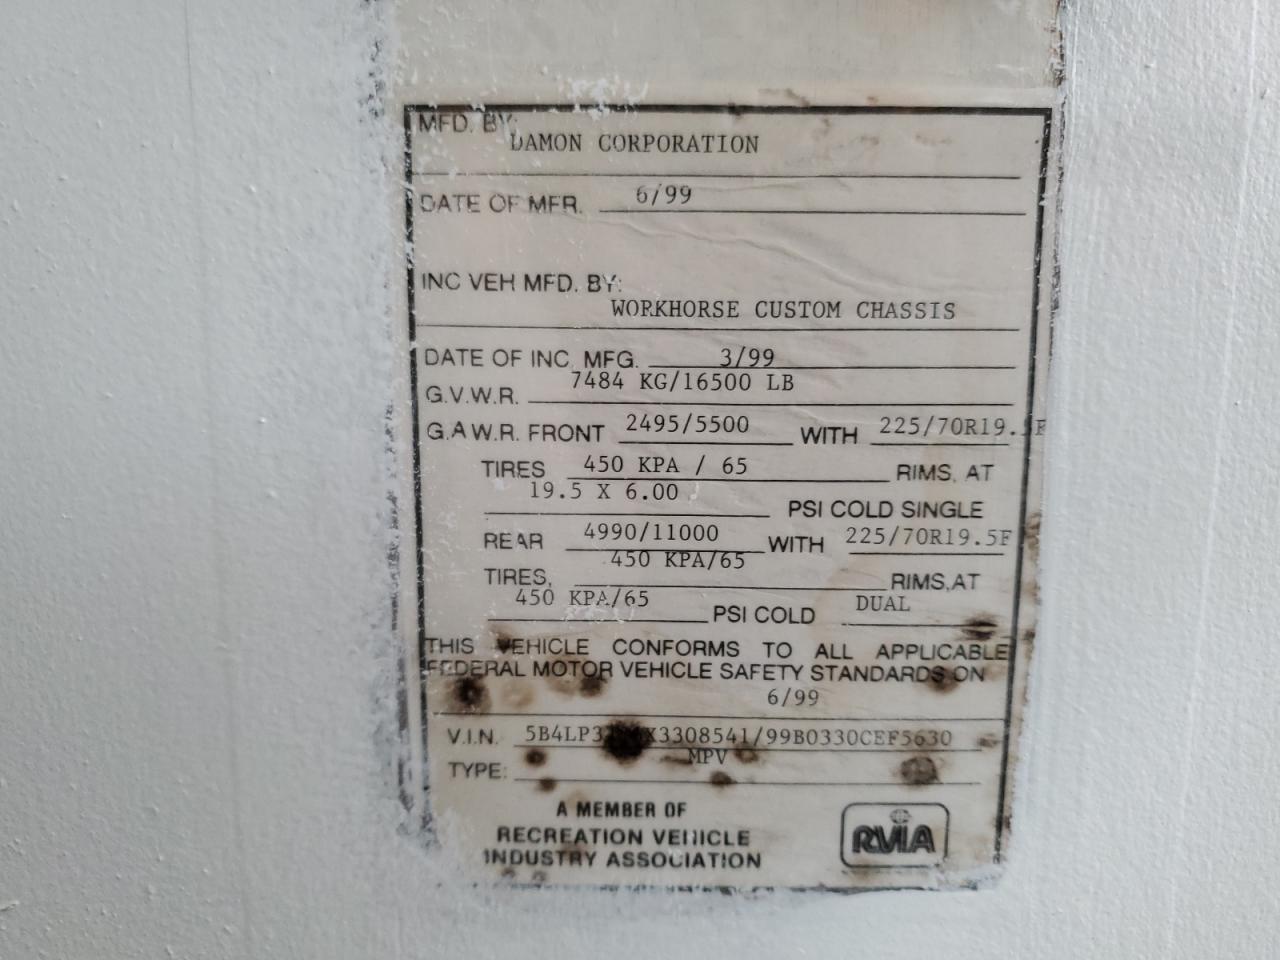 MFD. BY:
DAMON CORPORATION
DATE OF MFR. 6/99
INC VEH MFD. BY:
WORKHORSE CUSTOM CHASSIS
DATE OF INC. MFG. 3/99
7484 KG/16500 LB
G.V.W.R.
G.A.W.R. FRONT 2495/5500 WITH 225/70R19.5F
TIRES 450 KPA / 65 RIMS, AT
19.5 X 6.00 PSI COLD SINGLE
REAR 4990/11000 WITH 225/70R19.5F
450 KPA/65
TIRES, RIMS,AT
450 KPA/65 PSI COLD DUAL
THIS VEHICLE CONFORMS TO ALL APPLICABLE
FEDERAL MOTOR VEHICLE SAFETY STANDARDS ON
6/99
V.I.N. /99B0330CEF5630
MPV
TYPE:
A MEMBER OF
RECREATION VEHICLE
INDUSTRY ASSOCIATION
RVIA